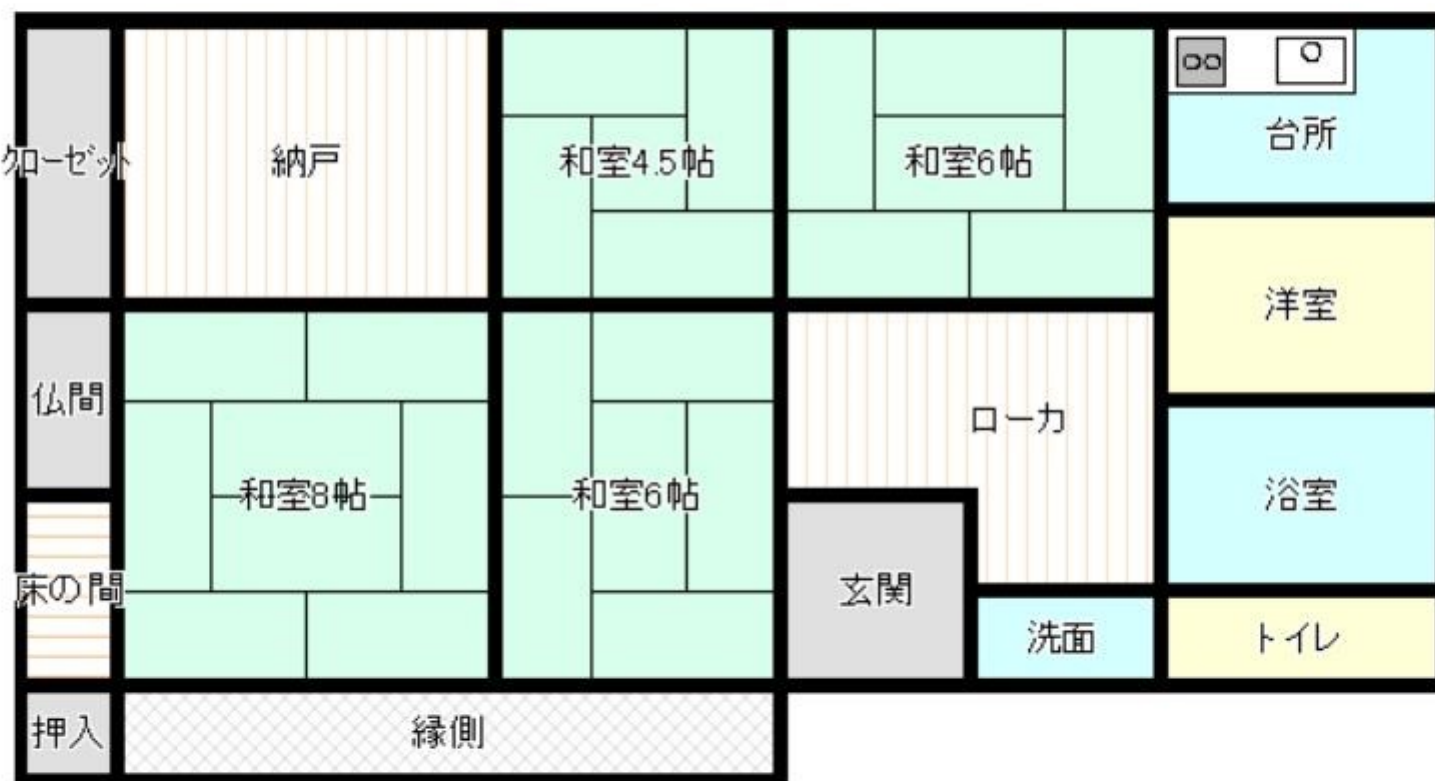 クローゼット
納戸
和室4.5帖
和室6帖
台所
洋室
仏間
和室8帖
和室6帖
ローカ
浴室
床の間
玄関
洗面
トイレ
押入
縁側